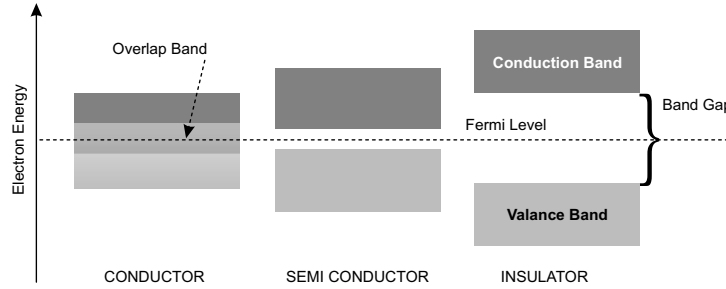 Overlap Band
Conduction Band
Band Gap
Fermi Level
Electron Energy
Valance Band
CONDUCTOR
SEMI CONDUCTOR
INSULATOR